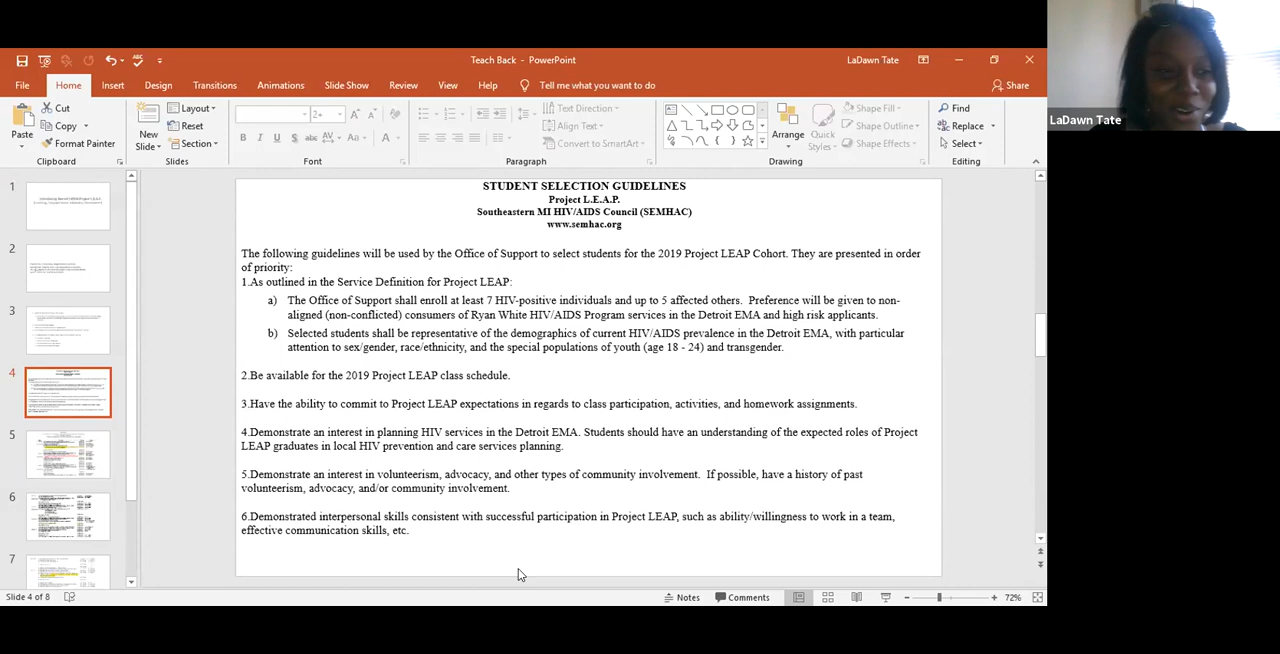 Teach Back - PowerPoint
LaDawn Tate
File Home Insert Design Transitions Animations Slide Show Review View Help Tell me what you want to do Share
Paste
Cut
Copy
Format Painter
Clipboard
New
Slide
Layout
Reset
Section
Slides
2+
B I U S abc AV Aa A
Font
Text Direction
Align Text
Convert to SmartArt
Paragraph
Arrange
Quick
Styles
Shape Fill
Shape Outline
Shape Effects
Drawing
Find
Replace
Select
Editing
LaDawn Tate
1
2
3
4
5
6
7
STUDENT SELECTION GUIDELINES
Project L.E.A.P.
Southeastern MI HIV/AIDS Council (SEMHAC)
www.semhac.org
The following guidelines will be used by the Office of Support to select students for the 2019 Project LEAP Cohort. They are presented in order
of priority:
1.As outlined in the Service Definition for Project LEAP:
a) The Office of Support shall enroll at least 7 HIV-positive individuals and up to 5 affected others. Preference will be given to non-
aligned (non-conflicted) consumers of Ryan White HIV/AIDS Program services in the Detroit EMA and high risk applicants.
b) Selected students shall be representative of the demographics of current HIV/AIDS prevalence in the Detroit EMA, with particular
attention to sex/gender, race/ethnicity, and the special populations of youth (age 18 - 24) and transgender.
2.Be available for the 2019 Project LEAP class schedule.
3.Have the ability to commit to Project LEAP expectations in regards to class participation, activities, and homework assignments.
4.Demonstrate an interest in planning HIV services in the Detroit EMA. Students should have an understanding of the expected roles of Project
LEAP graduates in local HIV prevention and care services planning.
5.Demonstrate an interest in volunteerism, advocacy, and other types of community involvement. If possible, have a history of past
volunteerism, advocacy, and/or community involvement.
6.Demonstrated interpersonal skills consistent with successful participation in Project LEAP, such as ability/willingness to work in a team,
effective communication skills, etc.
Slide 4 of 8
Notes
Comments
72%